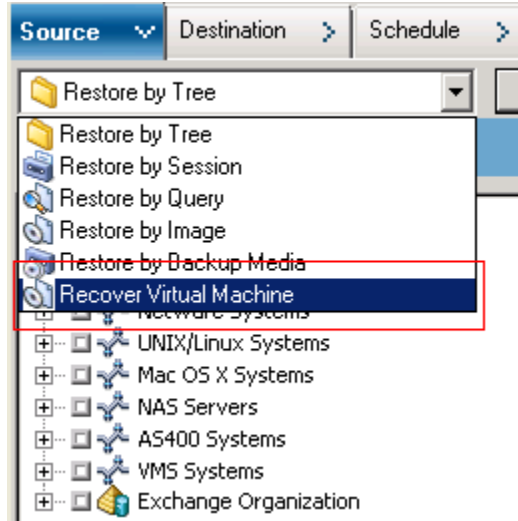 Source Destination Schedule
Restore by Tree
Restore by Tree
Restore by Session
Restore by Query
Restore by Image
Restore by Backup Media
Recover Virtual Machine
Netware Systems
UNIX/Linux Systems
Mac OS X Systems
NAS Servers
AS400 Systems
VMS Systems
Exchange Organization